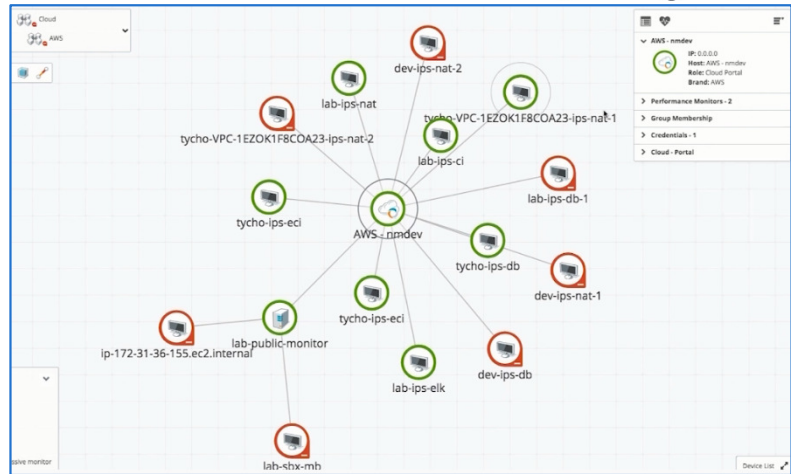 Cloud
AWS
AWS - nmdev
IP: 0.0.0.0
Host: AWS - nmdev
Role: Cloud Portal
Brand: AWS
Performance Monitors - 2
Group Membership
Credentials - 1
Cloud - Portal
dev-ips-nat-2
lab-ips-nat
tycho-VPC-1EZOK1F8COA23-ips-nat-1
tycho-VPC-1EZOK1F8COA23-ips-nat-2
lab-ips-ci
lab-ips-db-1
tycho-ips-eci
AWS - nmdev
tycho-ips-db
dev-ips-nat-1
tycho-ips-eci
lab-public-monitor
ip-172-31-36-155.ec2.internal
dev-ips-db
lab-ips-elk
lab-sbx-mb
ssive monitor
Device List